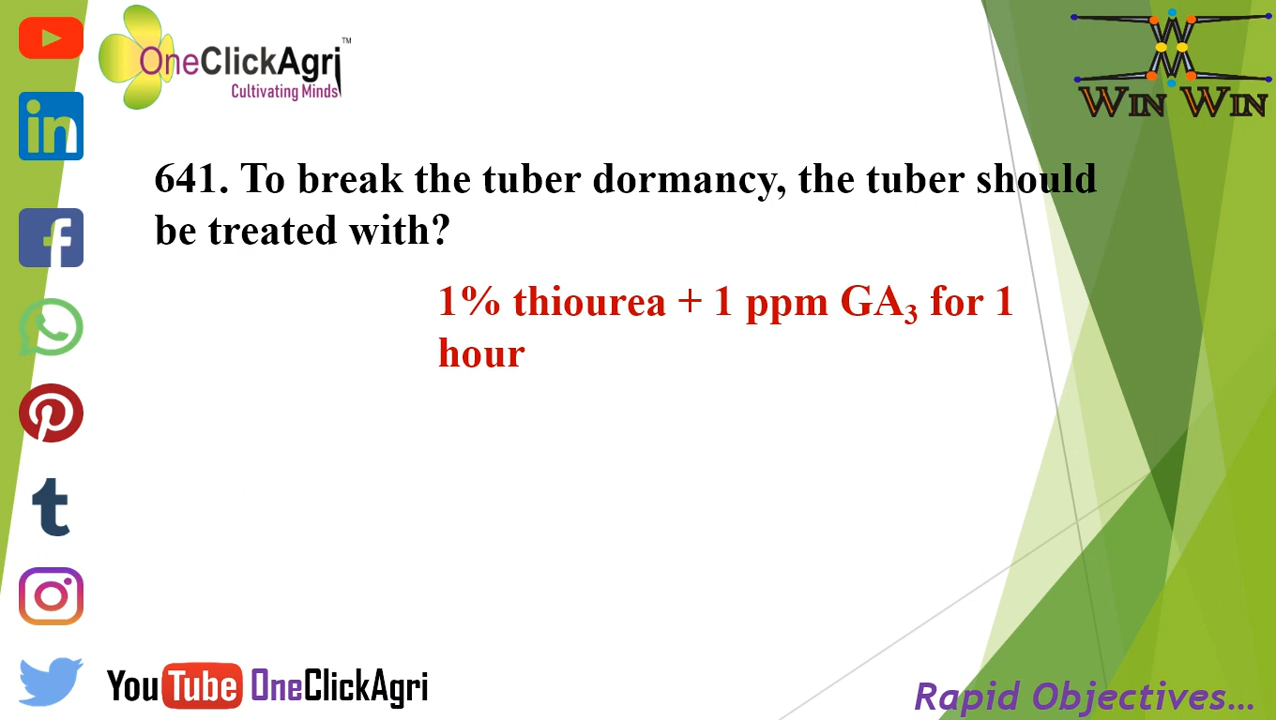 OneClickAgri™
Cultivating Minds
WIN WIN
641. To break the tuber dormancy, the tuber should
be treated with?
1% thiourea + 1 ppm GA₃ for 1
hour
in
f
t
YouTube OneClickAgri
Rapid Objectives...